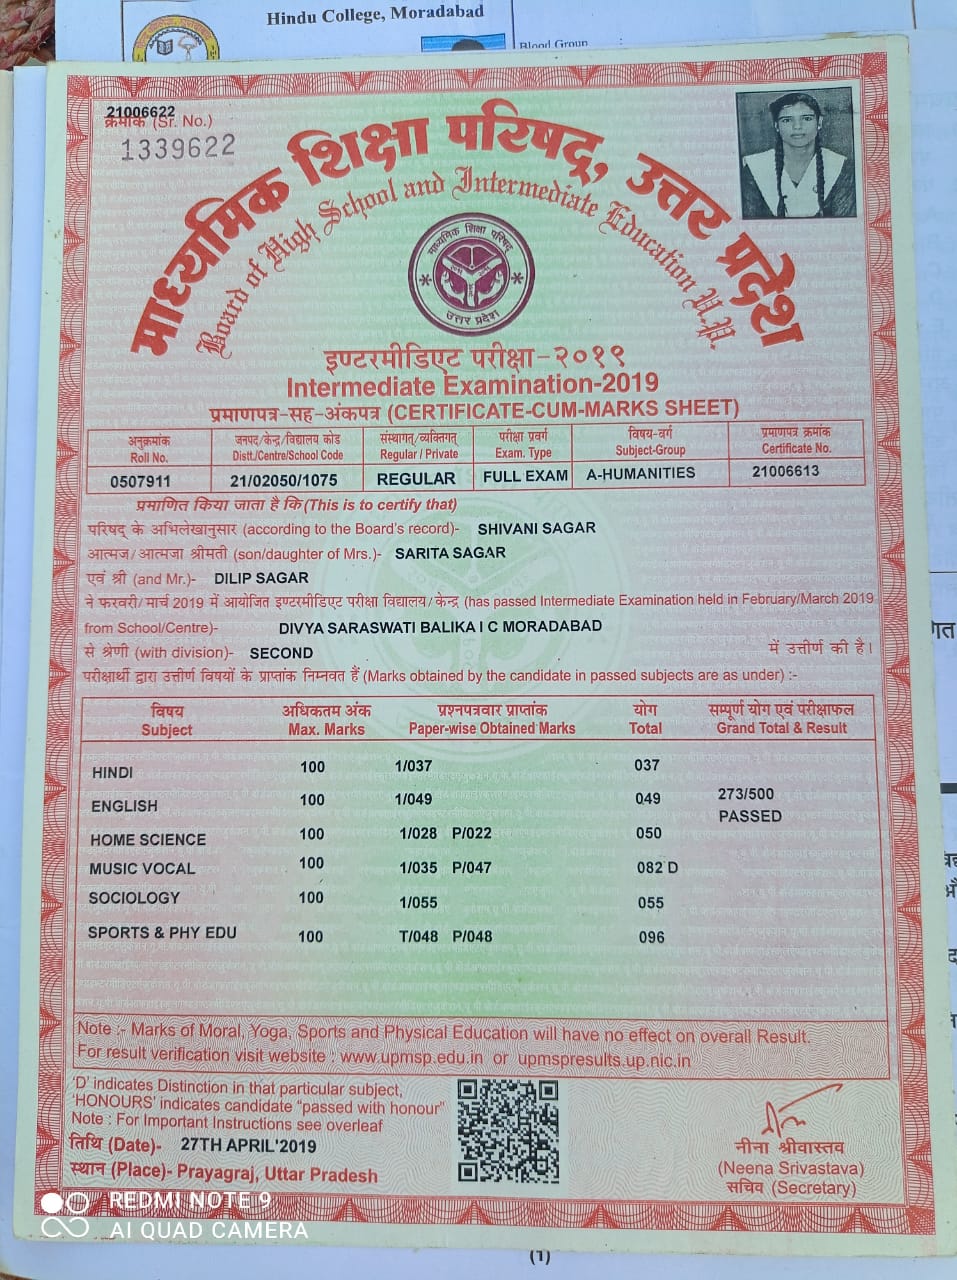 Hindu College, Moradabad
Blood Group
21006622
क्रमांक (Sr. No.)
1339622
माध्यमिक शिक्षा परिषद्, उत्तर प्रदेश
Board of High School and Intermediate Education U.P.
माध्यमिक शिक्षा परिषद्
उत्तर प्रदेश
इण्टरमीडिएट परीक्षा-२०१९
Intermediate Examination-2019
प्रमाणपत्र-सह-अंकपत्र (CERTIFICATE-CUM-MARKS SHEET)
अनुक्रमांक जनपद/केन्द्र/विद्यालय कोड संस्थागत/व्यक्तिगत परीक्षा प्रवर्ग विषय-वर्ग प्रमाणपत्र क्रमांक
Roll No. Distt./Centre/School Code Regular / Private Exam. Type Subject-Group Certificate No.
0507911 21/02050/1075 REGULAR FULL EXAM A-HUMANITIES 21006613
प्रमाणित किया जाता है कि (This is to certify that)
परिषद् के अभिलेखानुसार (according to the Board's record)- SHIVANI SAGAR
आत्मज/आत्मजा श्रीमती (son/daughter of Mrs.)- SARITA SAGAR
एवं श्री (and Mr.)- DILIP SAGAR
ने फरवरी/मार्च 2019 में आयोजित इण्टरमीडिएट परीक्षा विद्यालय/केन्द्र (has passed Intermediate Examination held in February/March 2019
from School/Centre)- DIVYA SARASWATI BALIKA I C MORADABAD
से श्रेणी (with division)- SECOND में उत्तीर्ण की है।
परीक्षार्थी द्वारा उत्तीर्ण विषयों के प्राप्तांक निम्नवत हैं (Marks obtained by the candidate in passed subjects are as under) :-
विषय अधिकतम अंक प्रश्नपत्रवार प्राप्तांक योग सम्पूर्ण योग एवं परीक्षाफल
Subject Max. Marks Paper-wise Obtained Marks Total Grand Total & Result
HINDI 100 1/037 037
ENGLISH 100 1/049 049 273/500
PASSED
HOME SCIENCE 100 1/028 P/022 050
MUSIC VOCAL 100 1/035 P/047 082 D
SOCIOLOGY 100 1/055 055
SPORTS & PHY EDU 100 T/048 P/048 096
Note :- Marks of Moral, Yoga, Sports and Physical Education will have no effect on overall Result.
For result verification visit website : www.upmsp.edu.in or upmspresults.up.nic.in
'D' indicates Distinction in that particular subject,
'HONOURS' indicates candidate "passed with honour"
Note : For Important Instructions see overleaf
तिथि (Date)- 27TH APRIL'2019
स्थान (Place)- Prayagraj, Uttar Pradesh
नीना श्रीवास्तव
(Neena Srivastava)
सचिव (Secretary)
REDMI NOTE 9
AI QUAD CAMERA
(1)